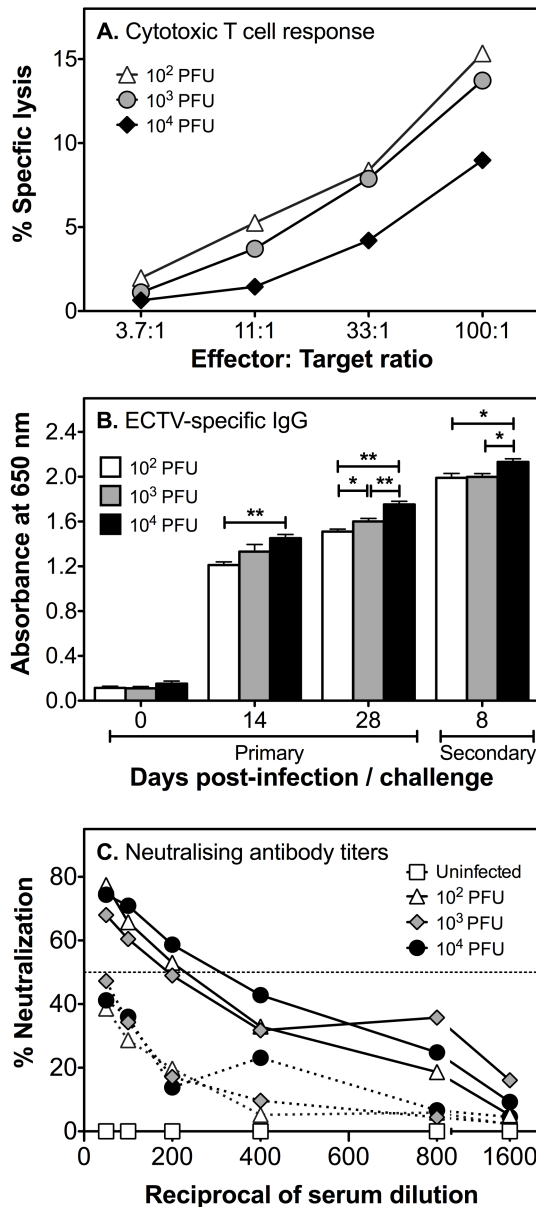 A. Cytotoxic T cell response
10² PFU
10³ PFU
10⁴ PFU
% Specfic lysis
15
10
5
0
3.7:1 11:1 33:1 100:1
Effector: Target ratio
B. ECTV-specific IgG
10² PFU
10³ PFU
10⁴ PFU
Absorbance at 650 nm
2.4
2.0
1.6
1.2
0.8
0.4
0.0
** ** * ** * *
0 14 28 8
Primary Secondary
Days post-infection / challenge
C. Neutralising antibody titers
Uninfected
10² PFU
10³ PFU
10⁴ PFU
% Neutralization
80
60
40
20
0
0 200 400 600 800 1600
Reciprocal of serum dilution